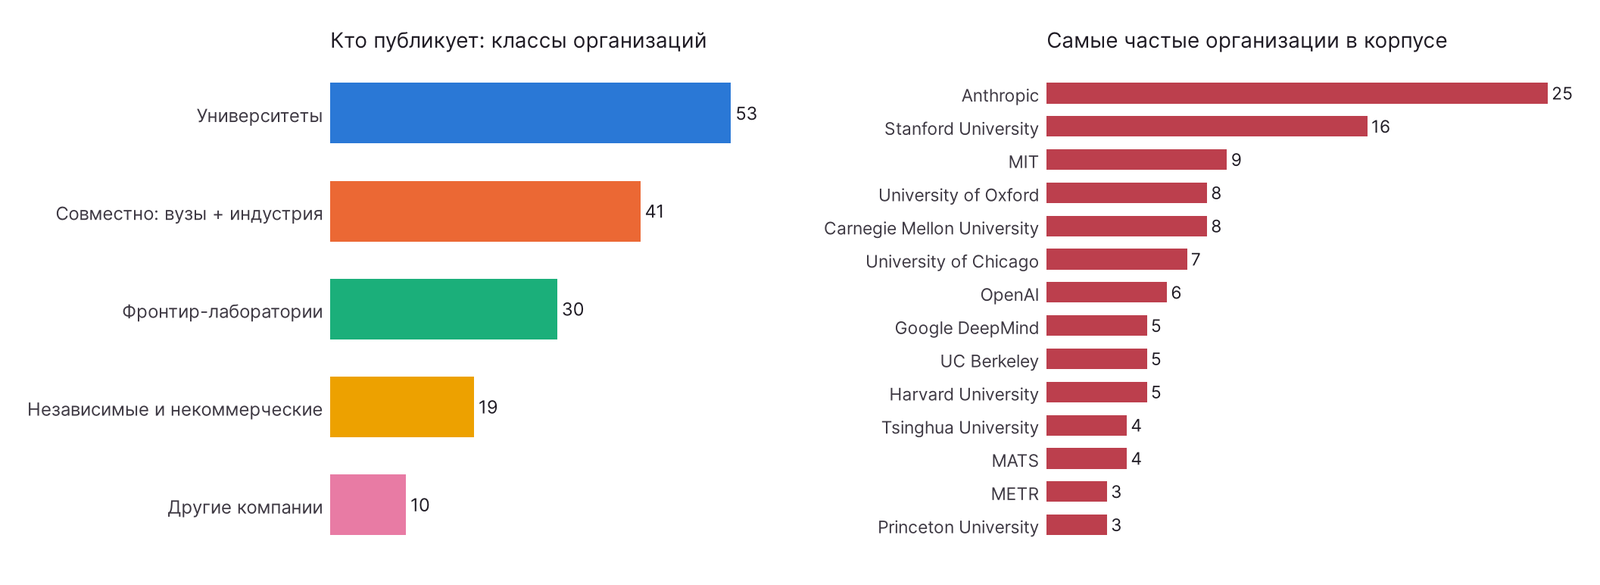 Кто публикует: классы организаций
Университеты
53
Совместно: вузы + индустрия
41
Фронтир-лаборатории
30
Независимые и некоммерческие
19
Другие компании
10
Самые частые организации в корпусе
Anthropic
25
Stanford University
16
MIT
9
University of Oxford
8
Carnegie Mellon University
8
University of Chicago
7
OpenAI
6
Google DeepMind
5
UC Berkeley
5
Harvard University
5
Tsinghua University
4
MATS
4
METR
3
Princeton University
3